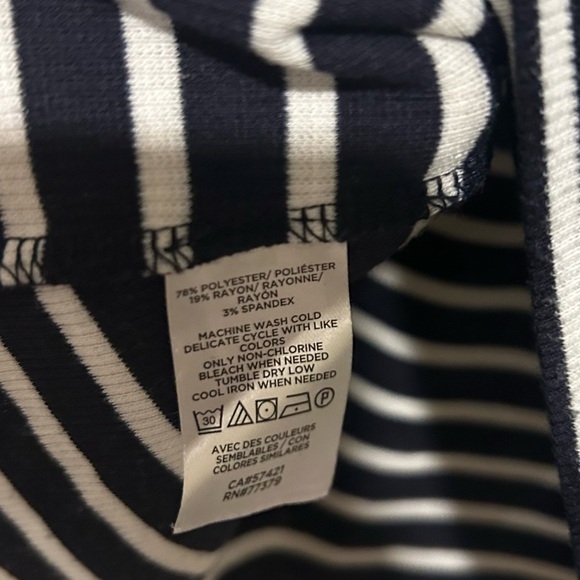 78% POLYESTER/ POLIÉSTER
19% RAYON/ RAYONNE/
RAYÓN
3% SPANDEX
MACHINE WASH COLD
DELICATE CYCLE WITH LIKE
COLORS
ONLY NON-CHLORINE
BLEACH WHEN NEEDED
TUMBLE DRY LOW
COOL IRON WHEN NEEDED
30 P
AVEC DES COULEURS
SEMBLABLES / CON
COLORES SIMILARES
CA#57421
RN#77379